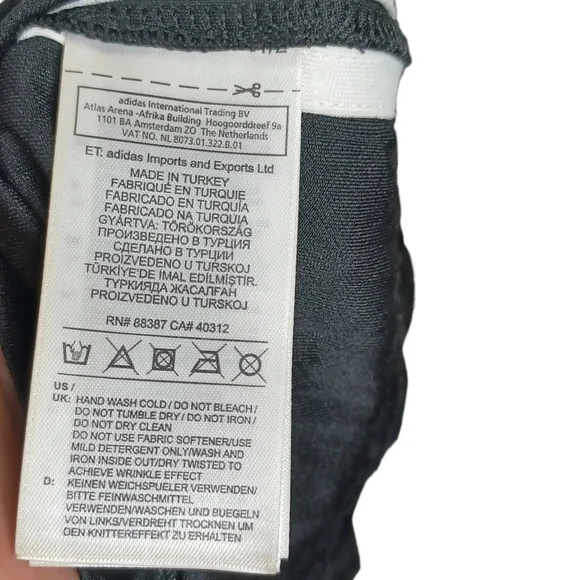 adidas International Trading BV
Atlas Arena -Afrika Building Hoogoorddreef 9a
1101 BA Amsterdam ZO The Netherlands
VAT NO. NL 8073.01.322.B.01
ET: adidas Imports and Exports Ltd
MADE IN TURKEY
FABRIQUÉ EN TURQUIE
FABRICADO EN TURQUÍA
FABRICADO NA TURQUIA
GYÁRTVA: TÖRÖKORSZÁG
ПРОИЗВЕДЕНО В ТУРЦИЯ
СДЕЛАНО В ТУРЦИИ
PROIZVEDENO U TURSKOJ
TÜRKİYE'DE IMAL EDİLMİŞTİR.
ТУРКИЯДА ЖАСАЛҒАН
PROIZVEDENO U TURSKOJ
RN# 88387 CA# 40312
US /
UK: HAND WASH COLD / DO NOT BLEACH /
DO NOT TUMBLE DRY / DO NOT IRON /
DO NOT DRY CLEAN
DO NOT USE FABRIC SOFTENER/USE
MILD DETERGENT ONLY/WASH AND
IRON INSIDE OUT/DRY TWISTED TO
ACHIEVE WRINKLE EFFECT
D: KEINEN WEICHSPUELER VERWENDEN/
BITTE FEINWASCHMITTEL
VERWENDEN/WASCHEN UND BUEGELN
VON LINKS/VERDREHT TROCKNEN UM
DEN KNITTEREFFEKT ZU ERHALTEN